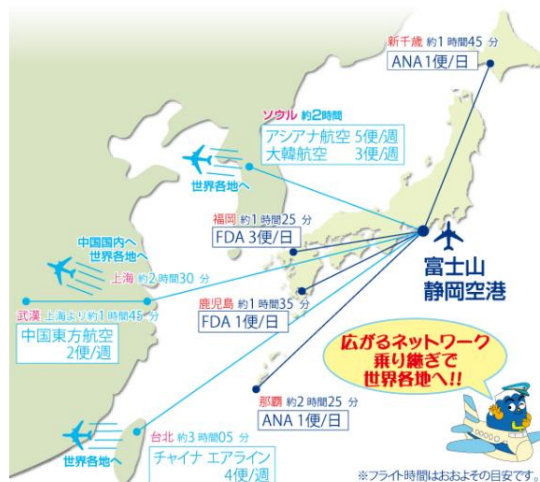 新千歳 約1時間45分
ANA 1便/日
ソウル 約2時間
アシアナ航空 5便/週
大韓航空 3便/週
世界各地へ
福岡 約1時間25分
FDA 3便/日
中国国内へ
世界各地へ
上海 約2時間30分
武漢 上海より約1時間45分
中国東方航空
2便/週
鹿児島 約1時間35分
FDA 1便/日
富士山
静岡空港
広がるネットワーク
乗り継ぎで
世界各地へ!!
那覇 約2時間25分
ANA 1便/日
台北 約3時間05分
チャイナ エアライン
4便/週
世界各地へ
※フライト時間はおおよその目安です。